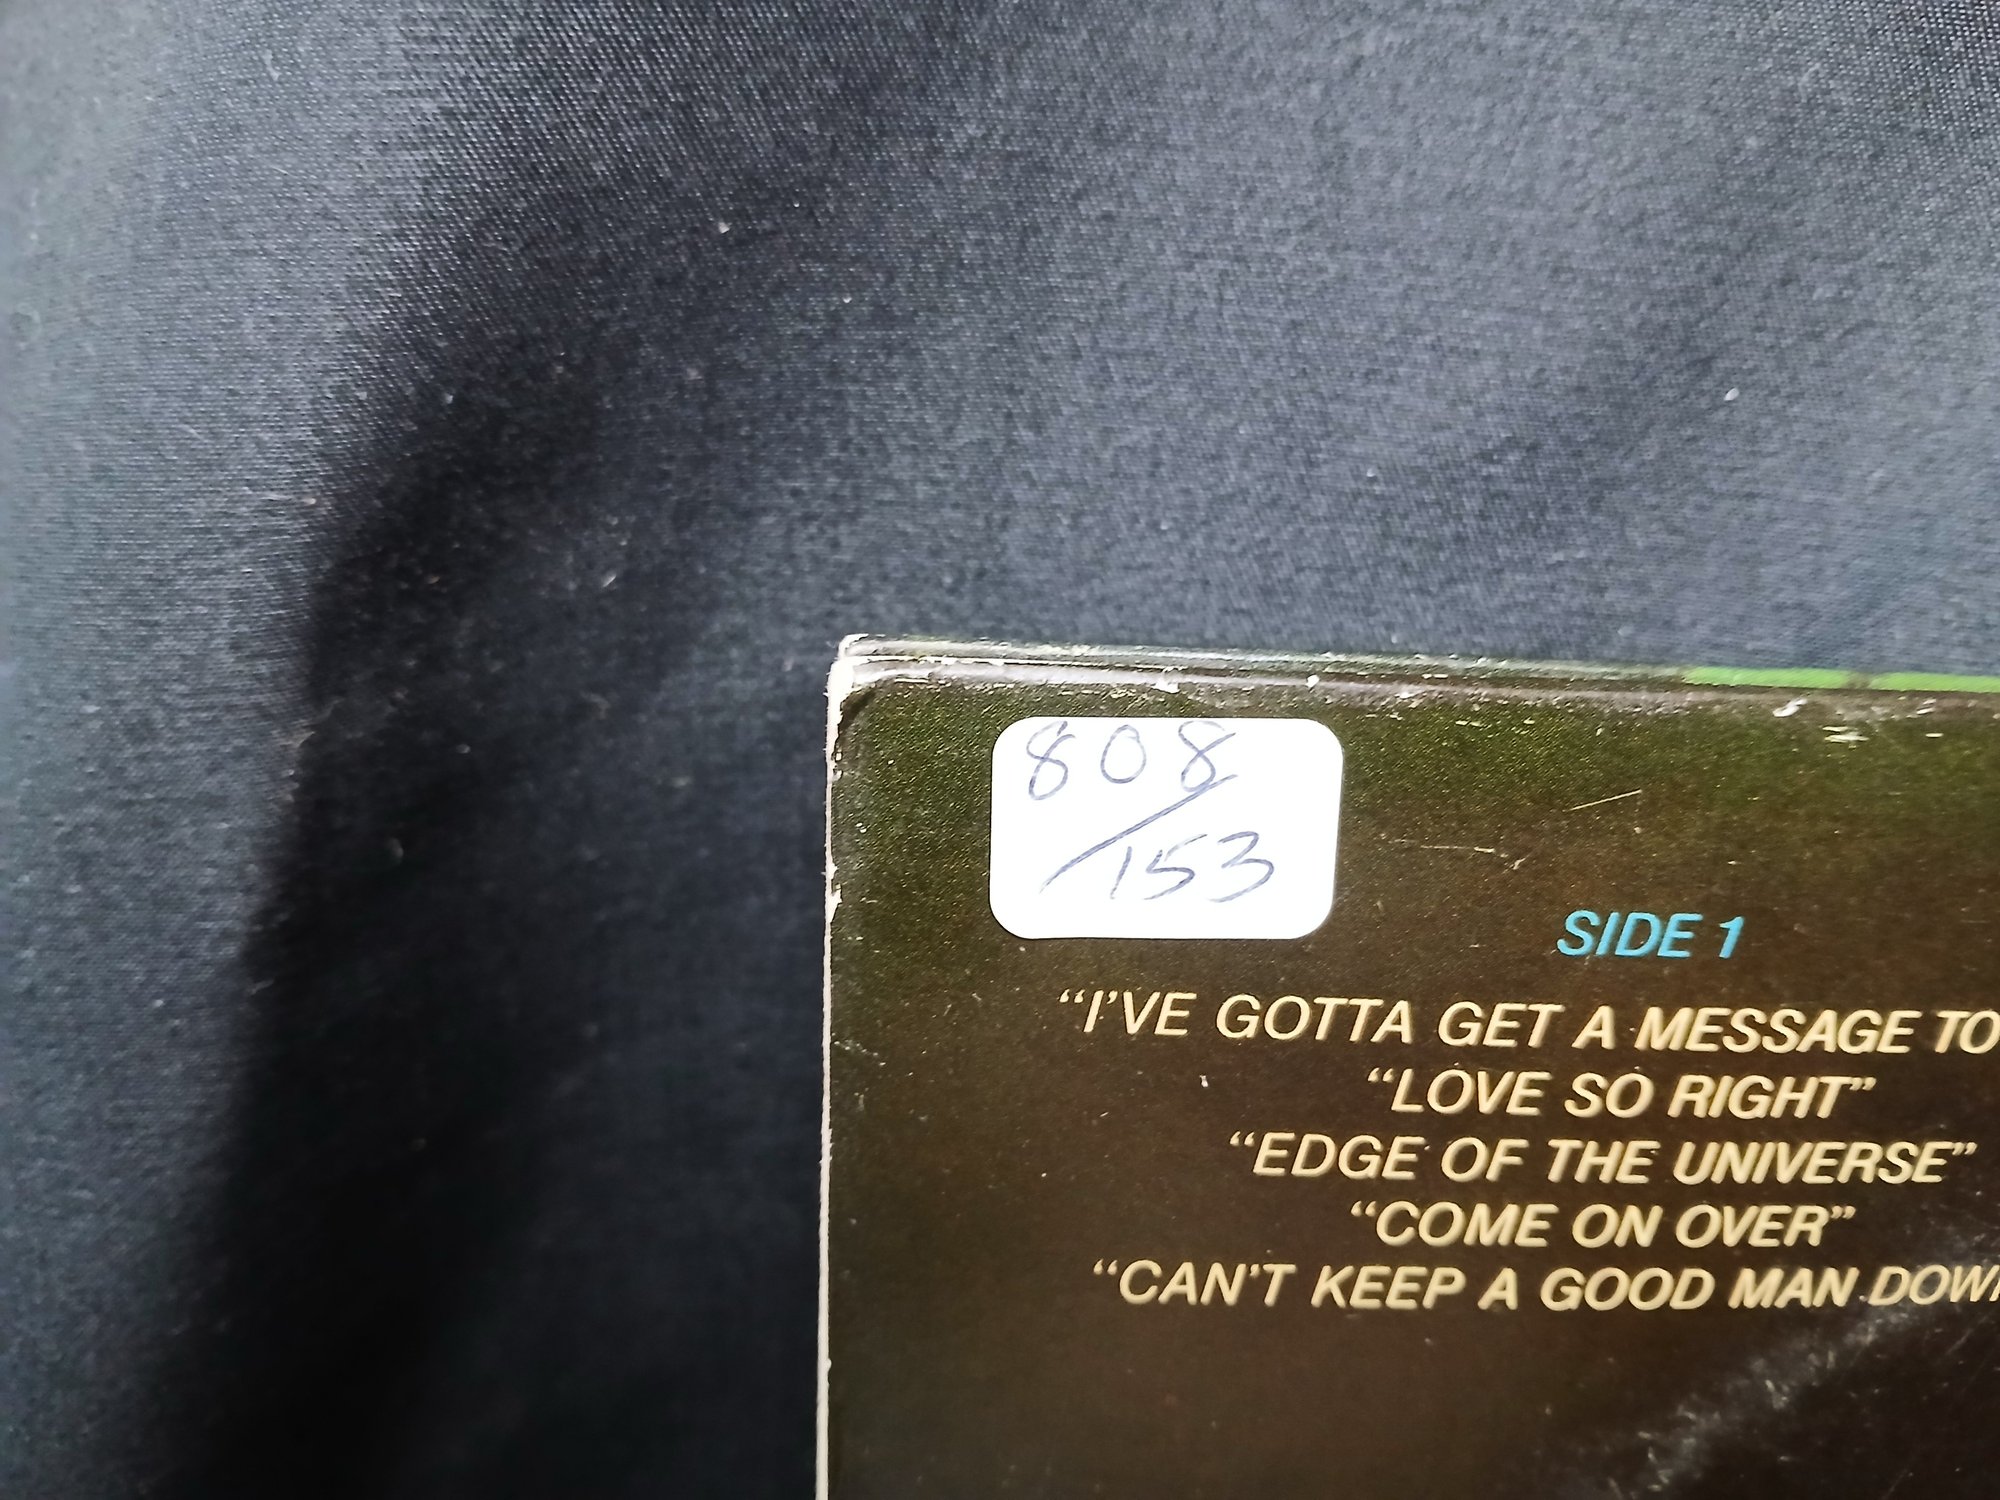 808
/153
SIDE 1
“I'VE GOTTA GET A MESSAGE TO
“LOVE SO RIGHT”
“EDGE OF THE UNIVERSE”
“COME ON OVER”
“CAN'T KEEP A GOOD MAN DOW